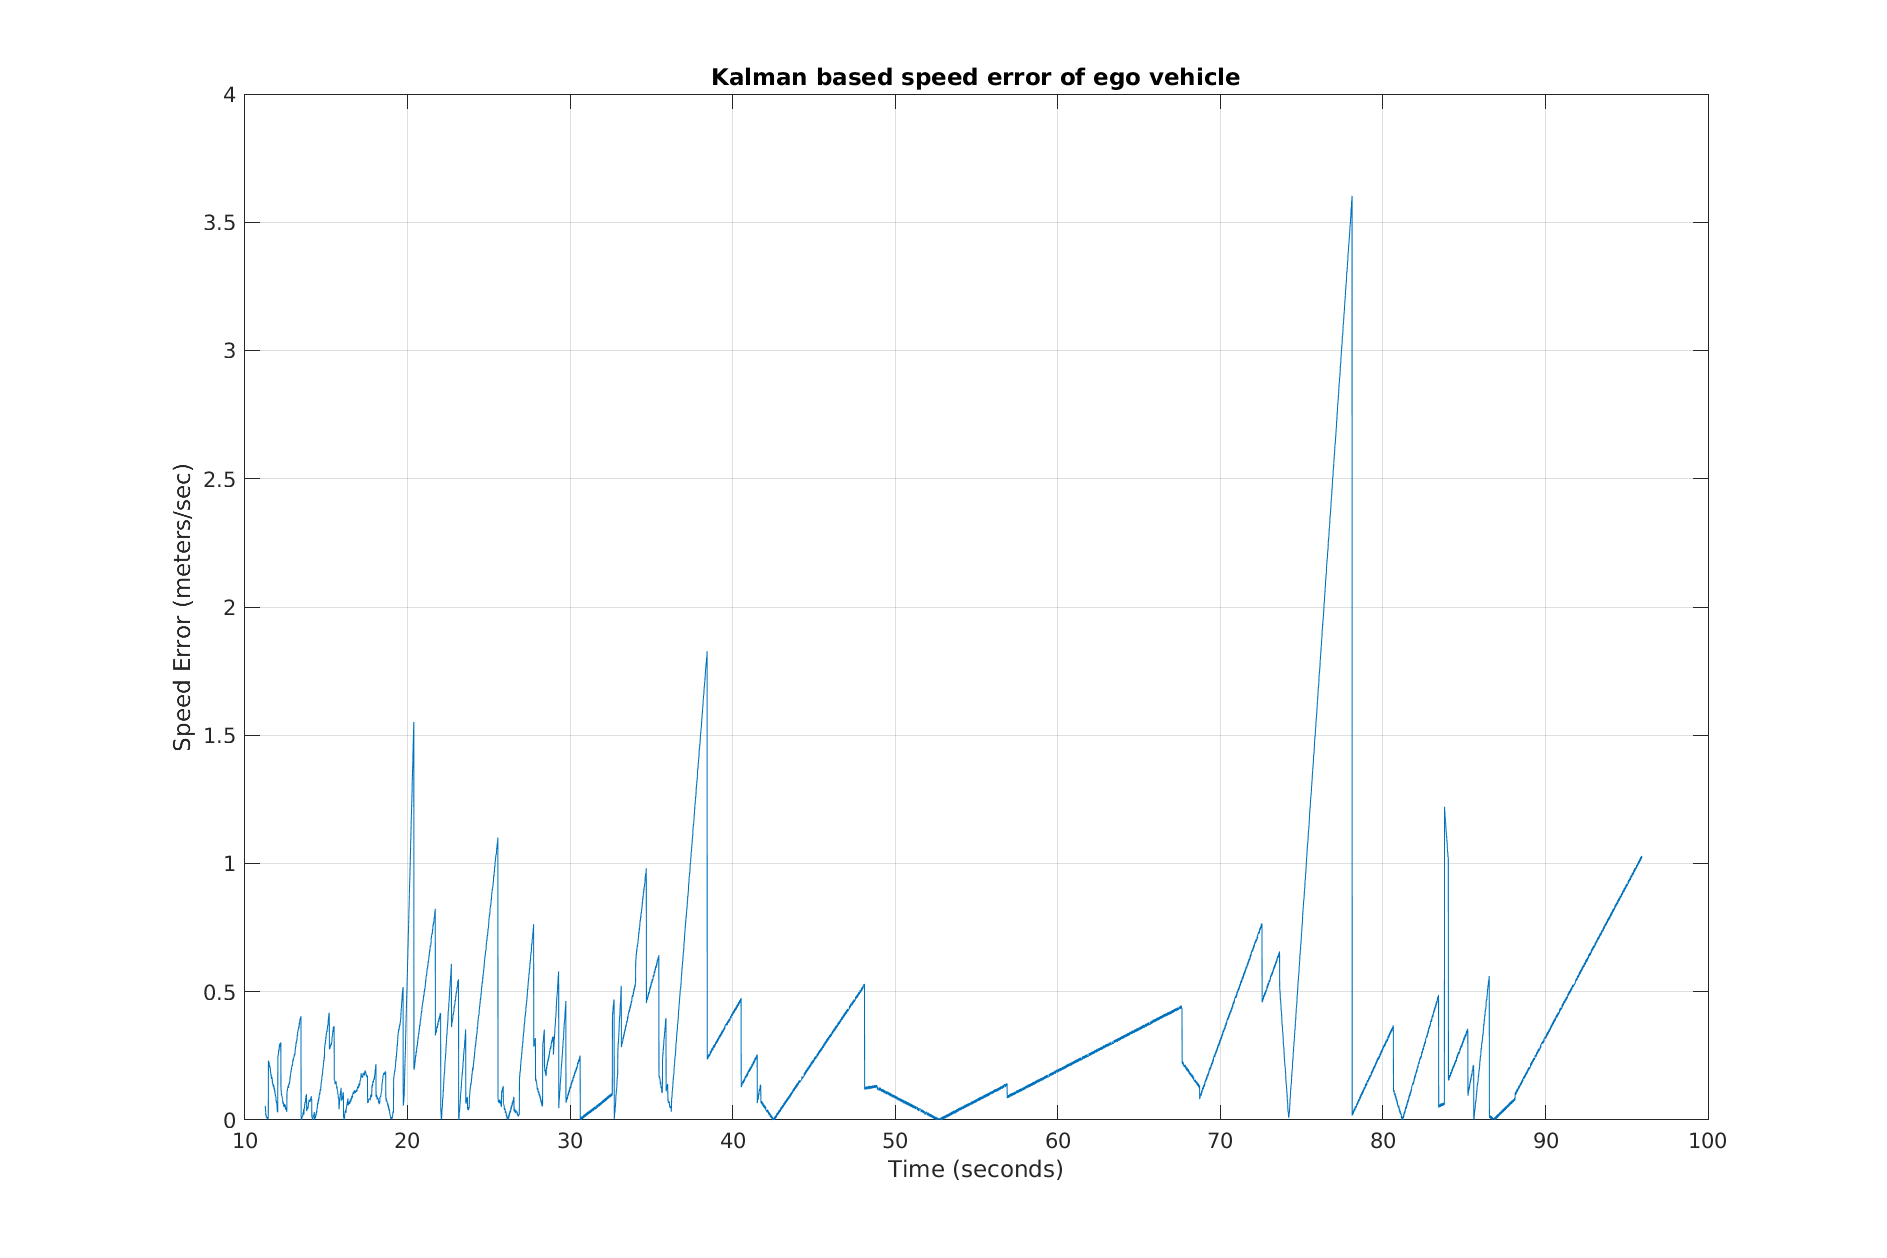 Kalman based speed error of ego vehicle
4
3.5
3
2.5
2
1.5
1
0.5
0
Speed Error (meters/sec)
10 20 30 40 50 60 70 80 90 100
Time (seconds)